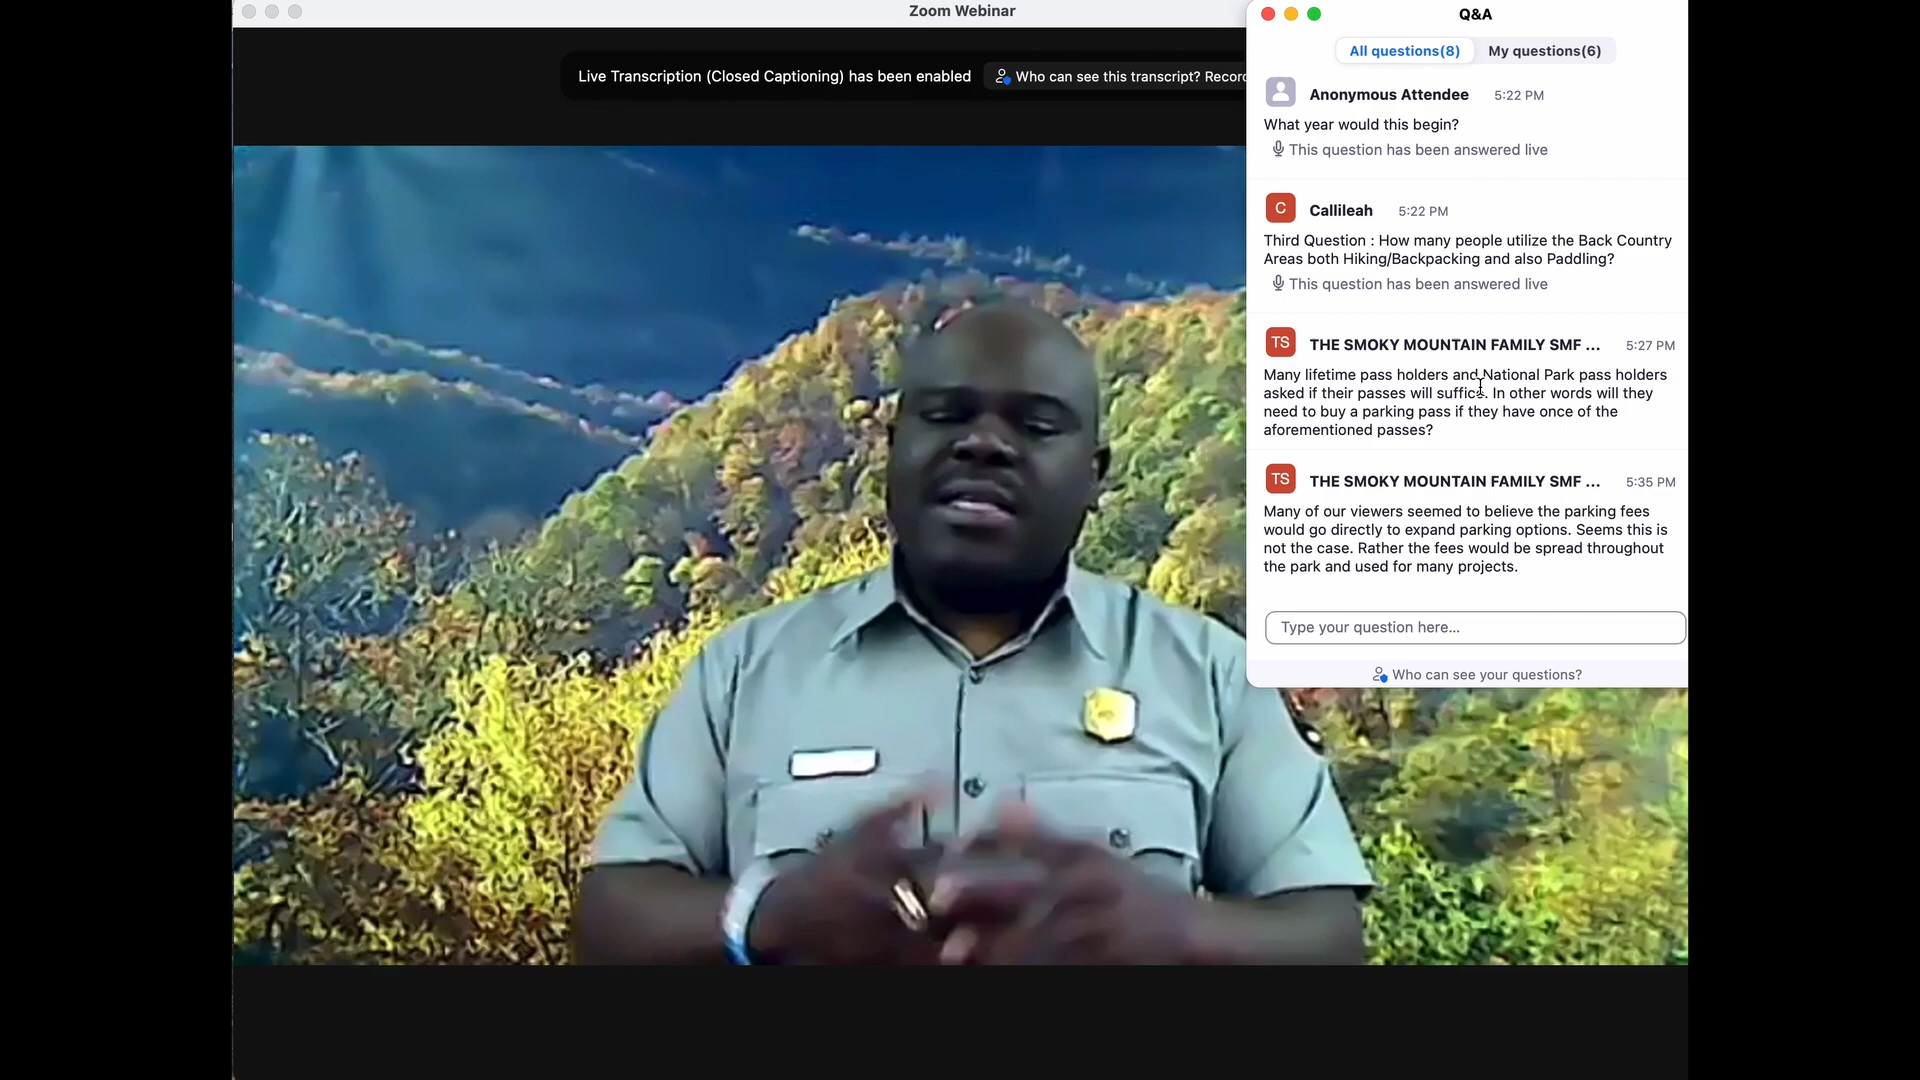 Zoom Webinar
Live Transcription (Closed Captioning) has been enabled
Who can see this transcript? Recor
Q&A
All questions(8)
My questions(6)
Anonymous Attendee
5:22 PM
What year would this begin?
This question has been answered live
C
Callileah
5:22 PM
Third Question : How many people utilize the Back Country
Areas both Hiking/Backpacking and also Paddling?
This question has been answered live
TS
THE SMOKY MOUNTAIN FAMILY SMF ...
5:27 PM
Many lifetime pass holders and National Park pass holders
asked if their passes will suffice. In other words will they
need to buy a parking pass if they have once of the
aforementioned passes?
TS
THE SMOKY MOUNTAIN FAMILY SMF ...
5:35 PM
Many of our viewers seemed to believe the parking fees
would go directly to expand parking options. Seems this is
not the case. Rather the fees would be spread throughout
the park and used for many projects.
Type your question here...
Who can see your questions?